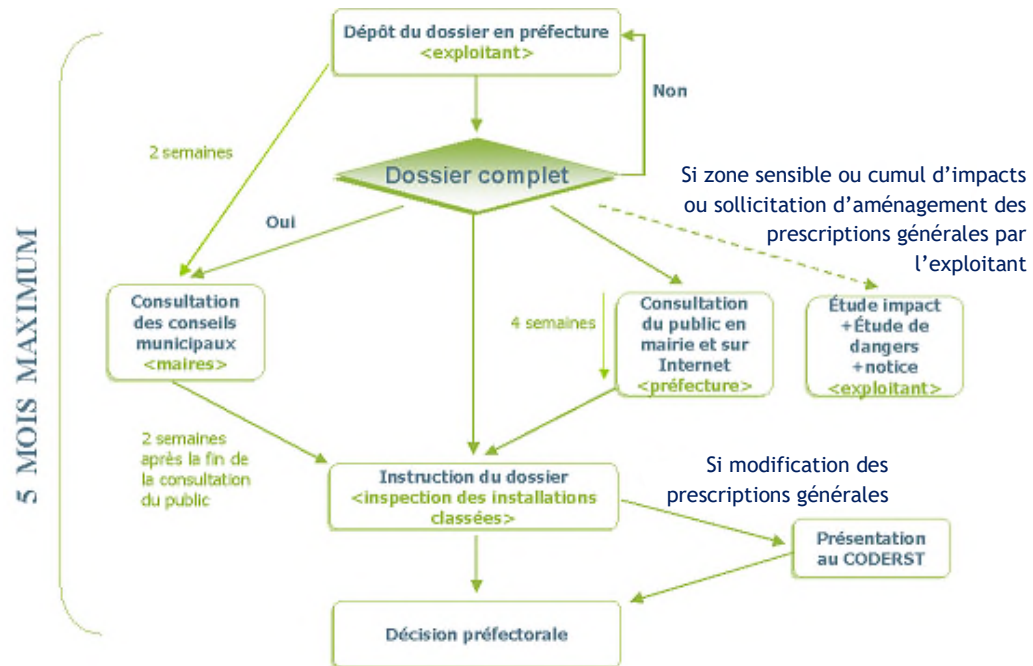 Dépôt du dossier en préfecture
<exploitant>
Non
2 semaines
Dossier complet
Si zone sensible ou cumul d’impacts
ou sollicitation d’aménagement des
prescriptions générales par
l’exploitant
Oui
5 MOIS MAXIMUM
Consultation
des conseils
municipaux
<maires>
4 semaines
Consultation
du public en
mairie et sur
Internet
<préfecture>
Étude impact
+Étude de
dangers
+notice
<exploitant>
2 semaines
après la fin de
la consultation
du public
Instruction du dossier
<inspection des installations
classées>
Si modification des
prescriptions générales
Présentation
au CODERST
Décision préfectorale